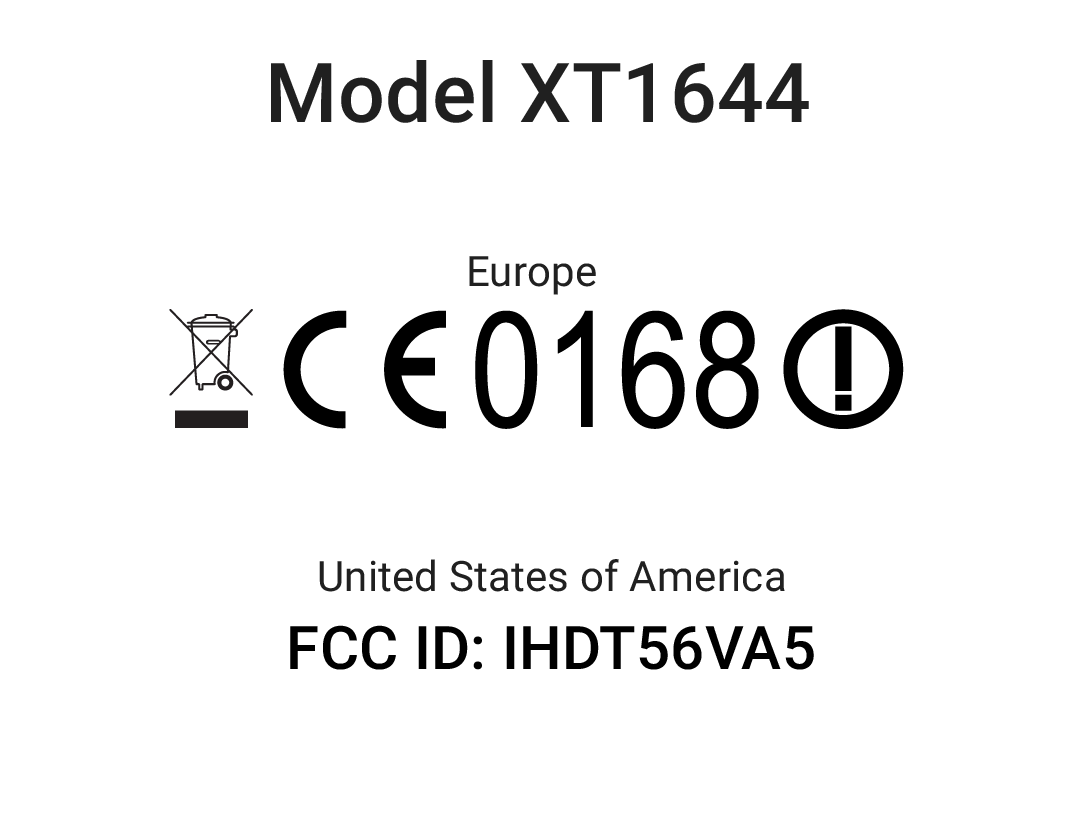 Model XT1644
Europe
CE0168
United States of America
FCC ID: IHDT56VA5